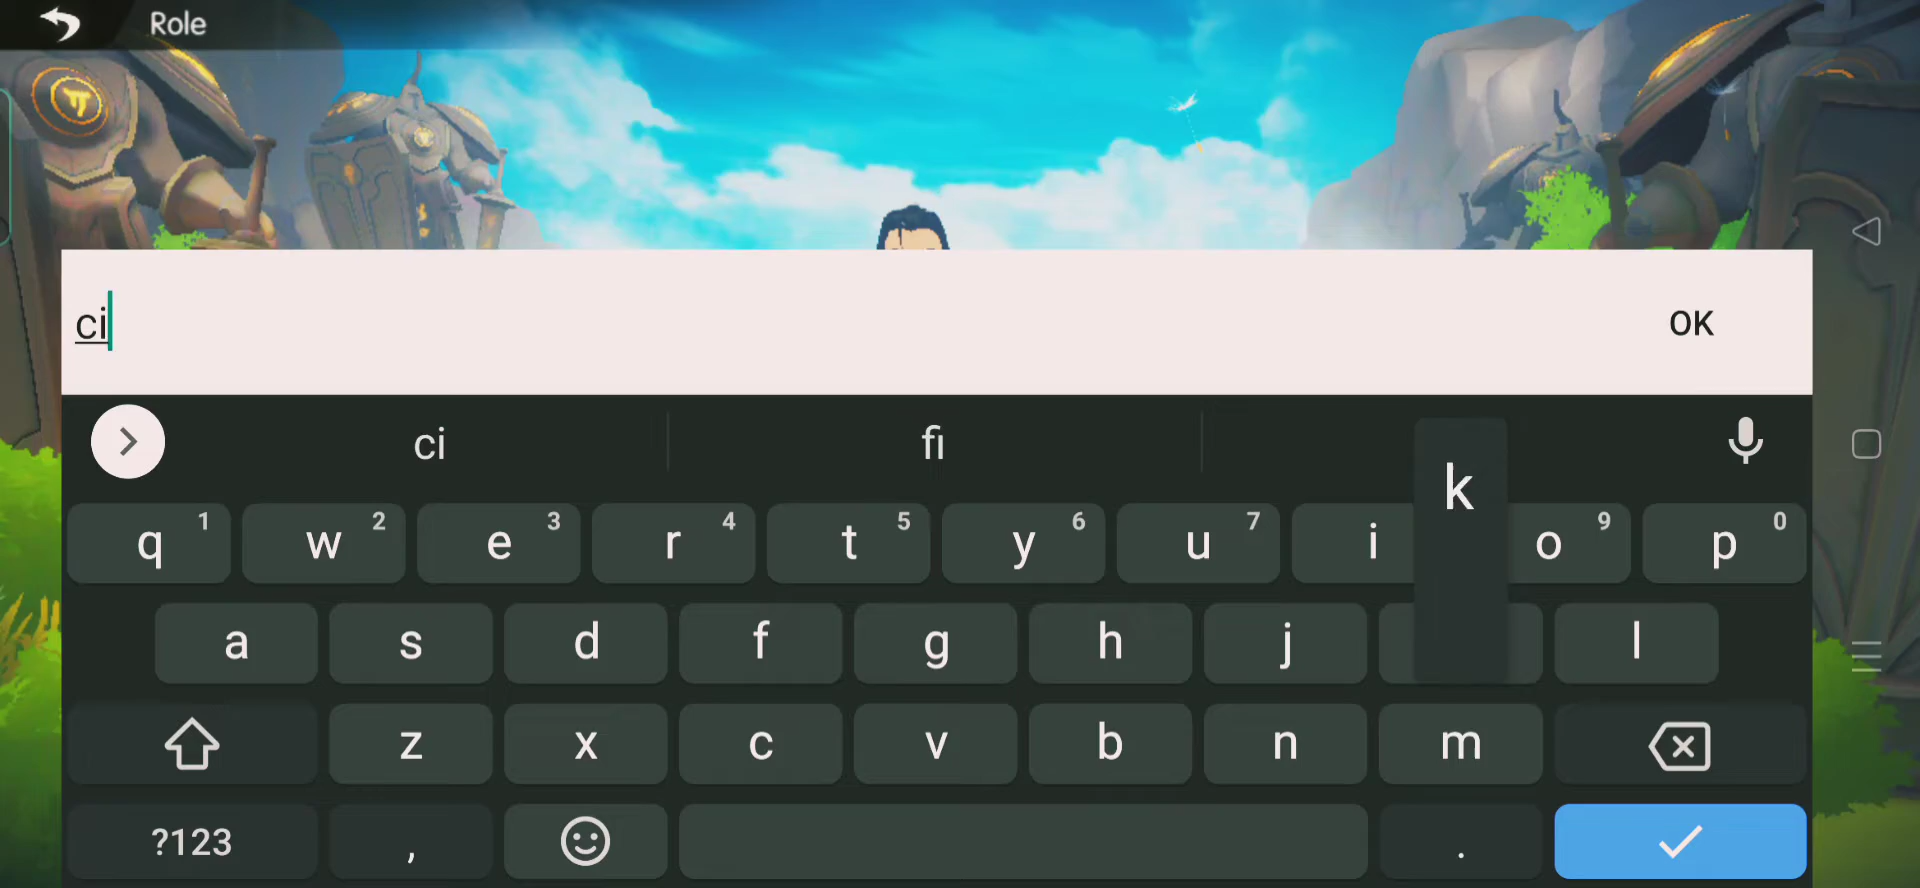 Role
ci
OK
ci fi
k
q 1 w 2 e 3 r 4 t 5 y 6 u 7 i o 9 p 0
a s d f g h j l
z x c v b n m
?123 , .